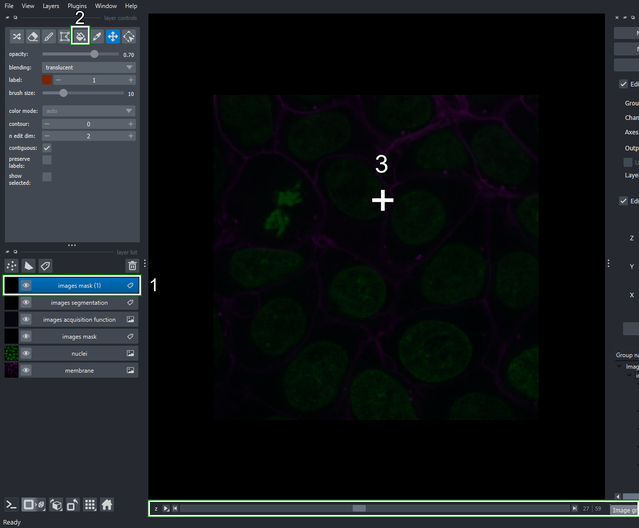 File View Layers Plugins Window Help
2
layer controls
opacity: 0.70
blending: translucent
label: 1
brush size: 10
color mode: auto
contour: 0
n edit dim: 2
contiguous:
preserve
labels:
show
selected:
layer list
images mask (1)
images segmentation
images acquisition function
images mask
nuclei
membrane
1
3
Edi
Grou
Chan
Axes
Outp
Laye
Edi
Z
Y
X
Group na
Imag
z 27 59
Image gr
Ready